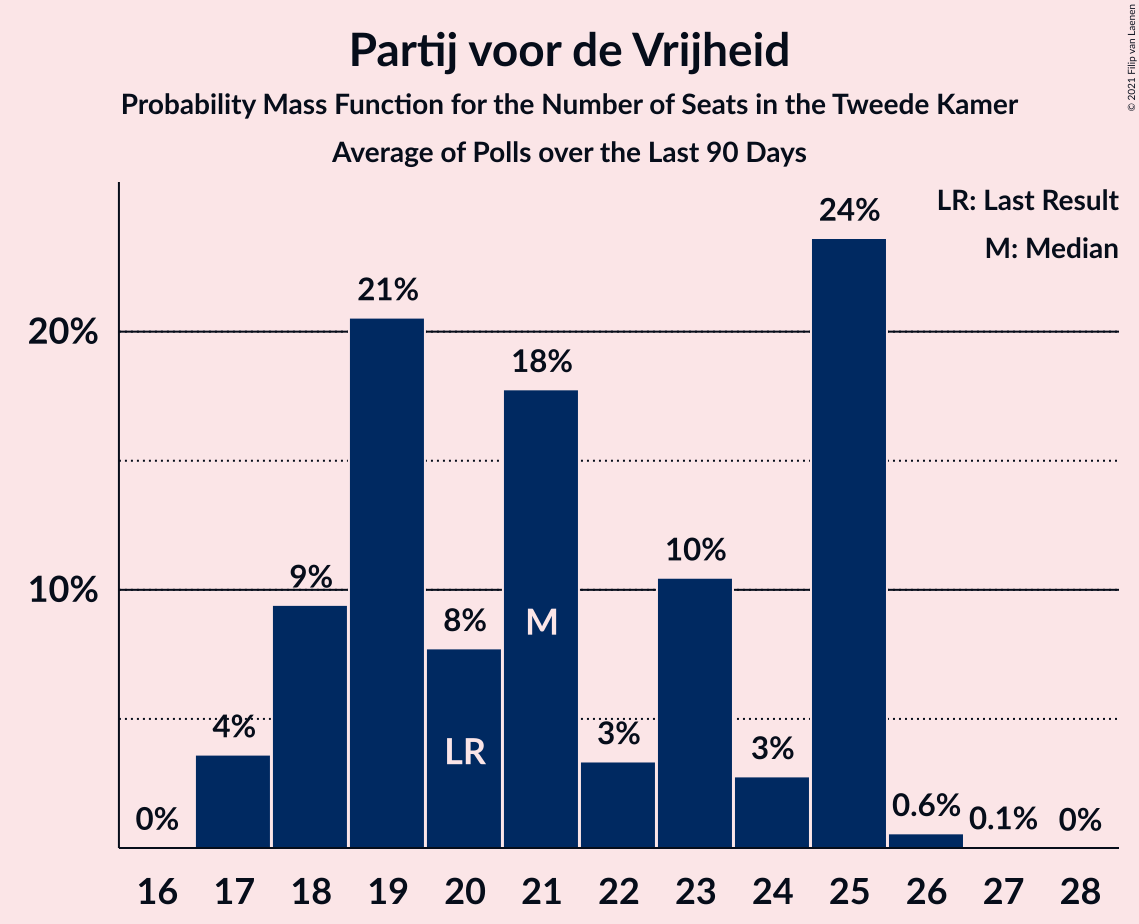 Partij voor de Vrijheid
Probability Mass Function for the Number of Seats in the Tweede Kamer
Average of Polls over the Last 90 Days
© 2021 Filip van Laenen
LR: Last Result
M: Median
20%
10%
0%
4%
9%
21%
8%
18%
3%
10%
3%
24%
0.6%
0.1%
0%
LR
M
16 17 18 19 20 21 22 23 24 25 26 27 28